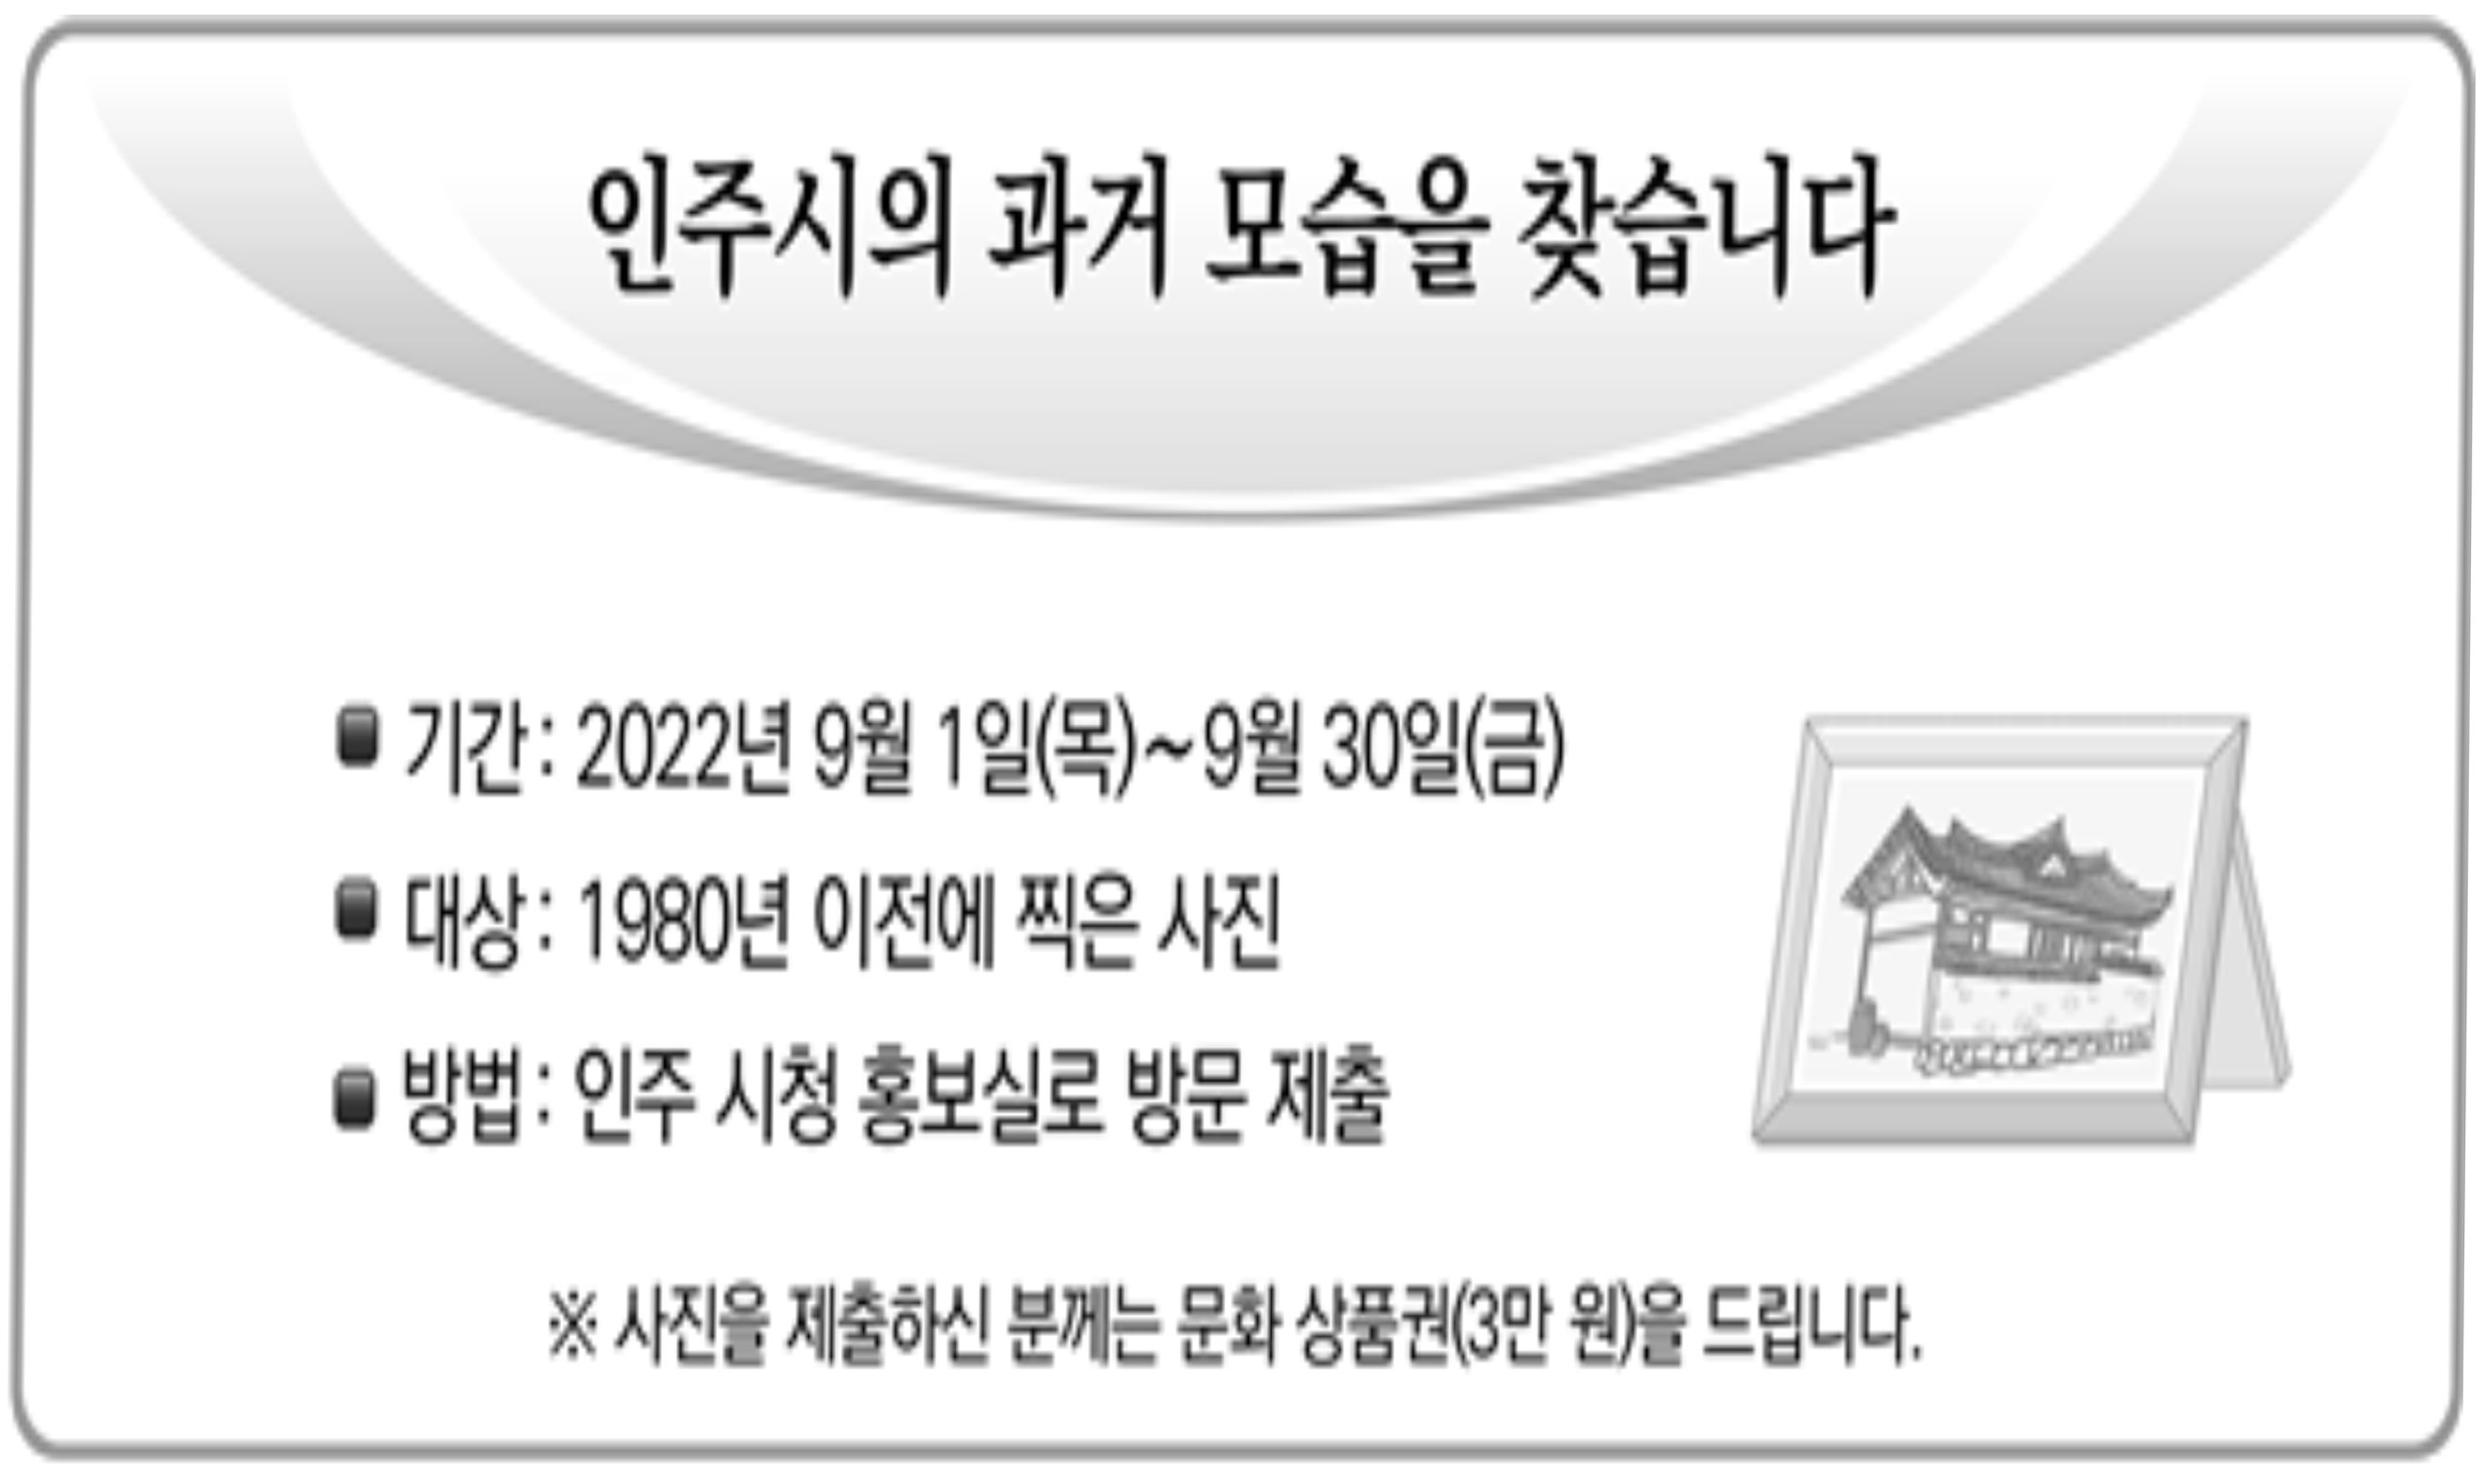 인주시의 과거 모습을 찾습니다
기간: 2022년 9월 1일(목)~9월 30일(금)
대상: 1980년 이전에 찍은 사진
방법: 인주 시청 홍보실로 방문 제출
※ 사진을 제출하신 분께는 문화 상품권(3만 원)을 드립니다.